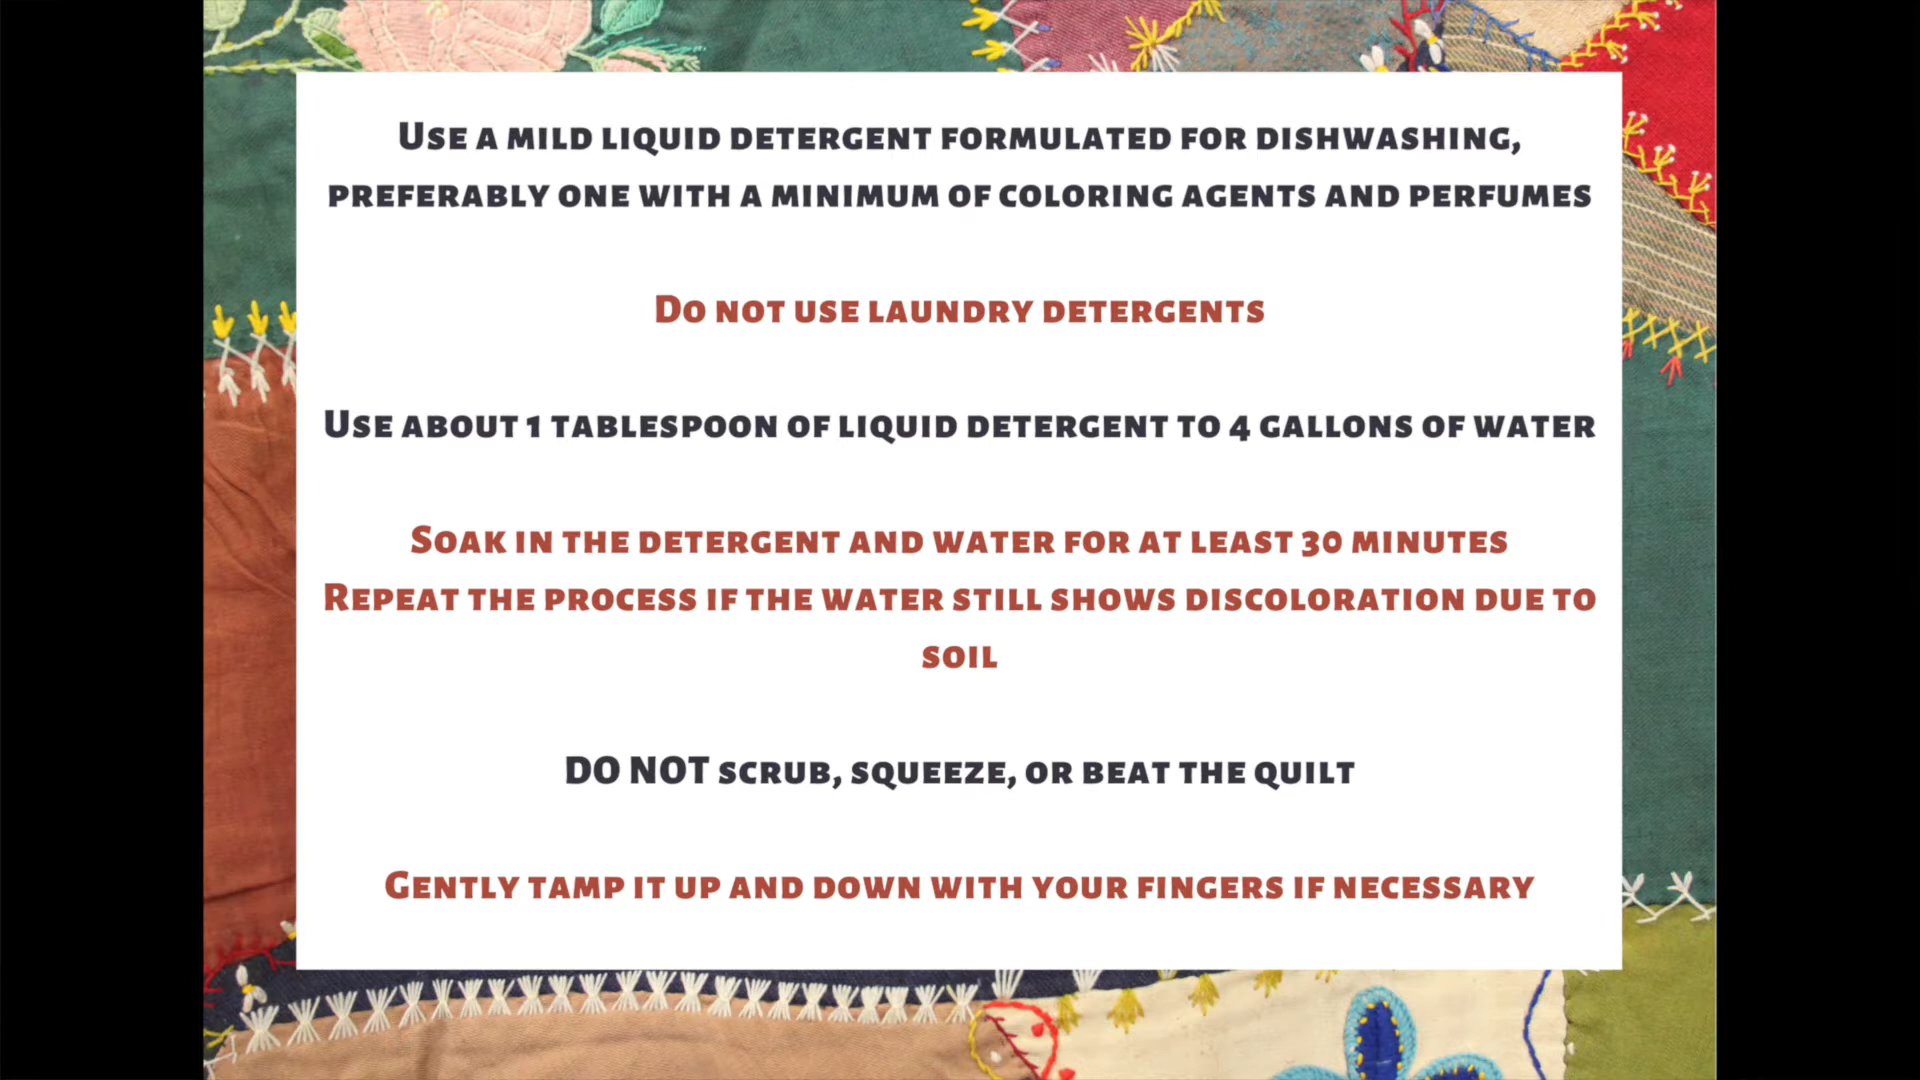 Use a mild liquid detergent formulated for dishwashing,
preferably one with a minimum of coloring agents and perfumes
Do not use laundry detergents
Use about 1 tablespoon of liquid detergent to 4 gallons of water
Soak in the detergent and water for at least 30 minutes
Repeat the process if the water still shows discoloration due to
soil
DO NOT scrub, squeeze, or beat the quilt
Gently tamp it up and down with your fingers if necessary